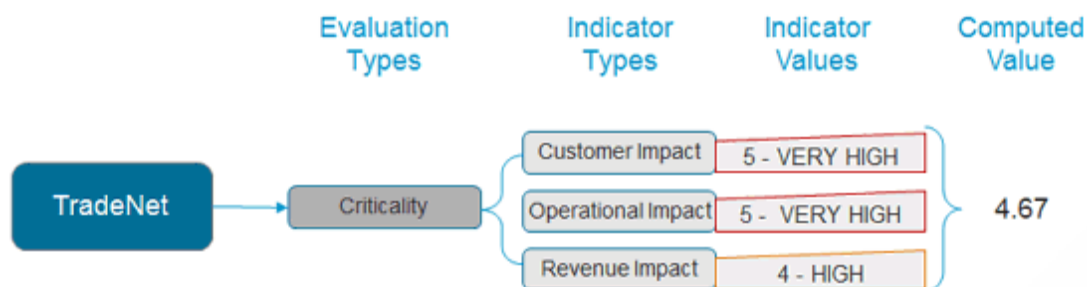 Evaluation
Types
Indicator
Types
Indicator
Values
Computed
Value
TradeNet
Criticality
Customer Impact
5 - VERY HIGH
Operational Impact
5 - VERY HIGH
Revenue Impact
4 - HIGH
4.67